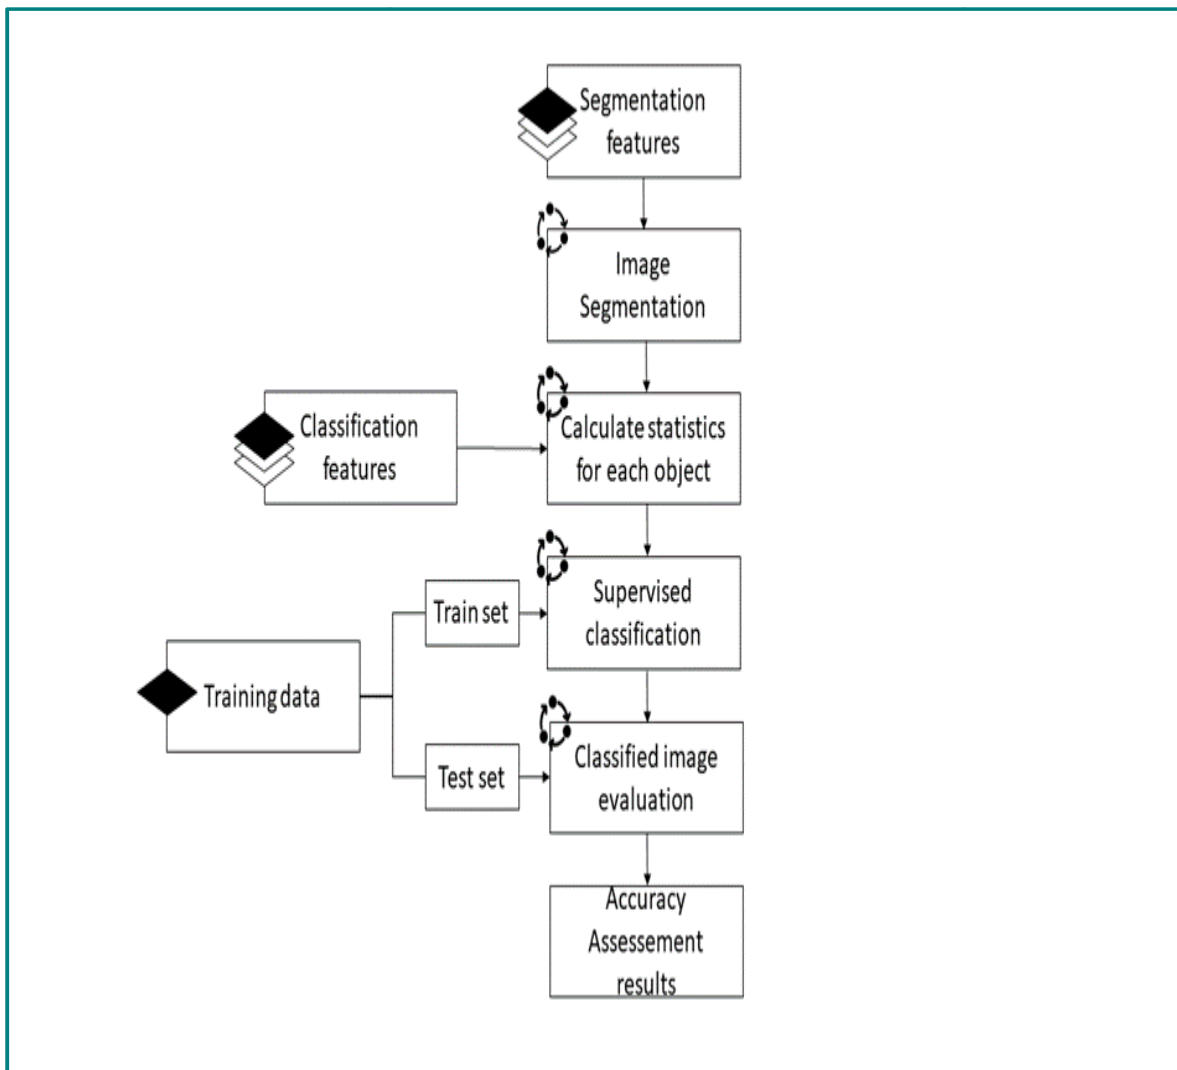 Segmentation
features
Image
Segmentation
Classification
features
Calculate statistics
for each object
Train set
Supervised
classification
Training data
Test set
Classified image
evaluation
Accuracy
Assessement
results